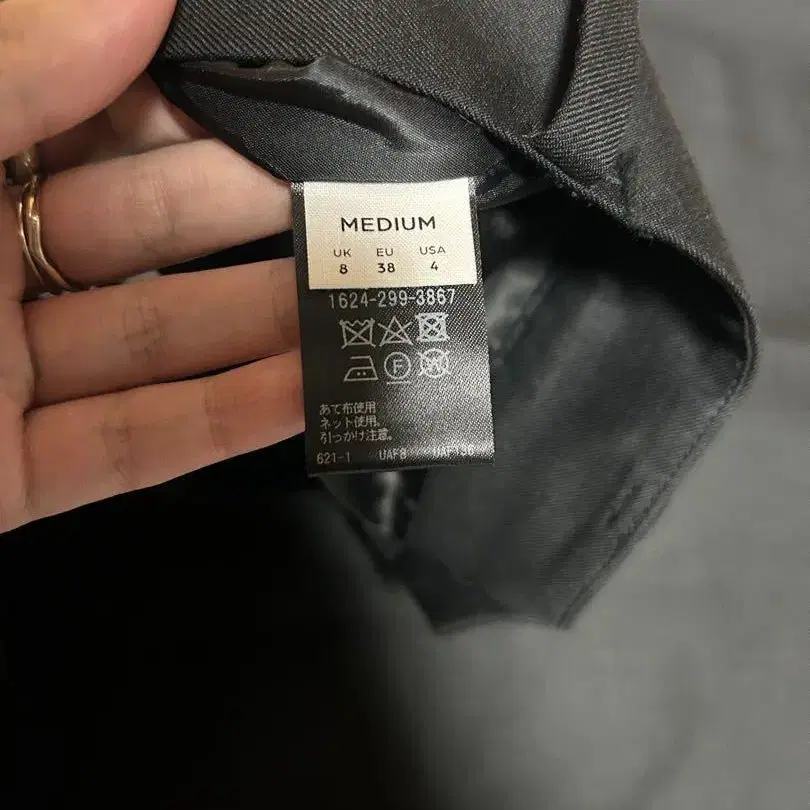 MEDIUM
UK EU USA
8 38 4
1624-299-3867
F W
あて布使用
ネット使用。
引っかけ注意。
621-1 UAF8 UAF136